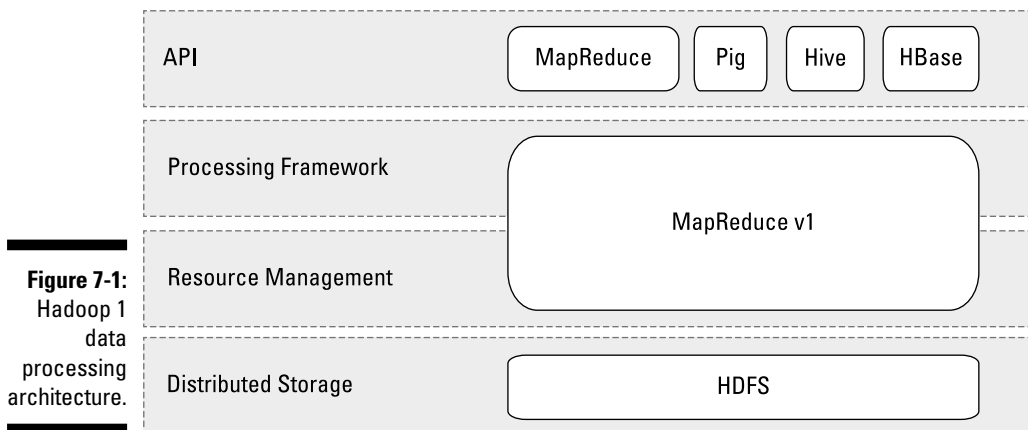 API
MapReduce
Pig
Hive
HBase
Processing Framework
MapReduce v1
Resource Management
Distributed Storage
HDFS
Figure 7-1:
Hadoop 1
data
processing
architecture.